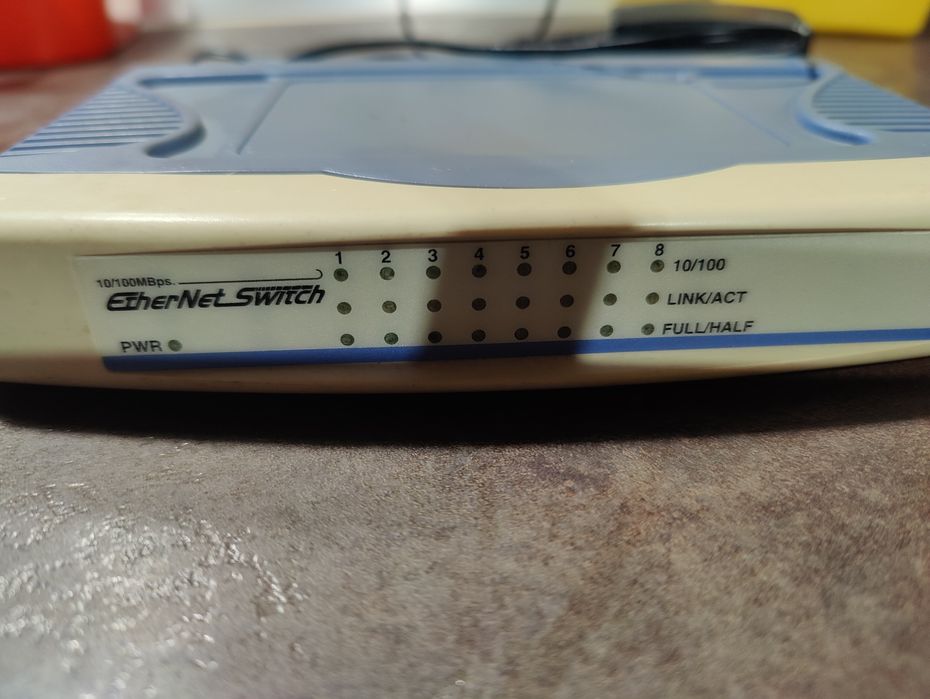 1 2 3 4 5 6 7 8 10/100
10/100MBps.
EtherNet Switch
LINK/ACT
FULL/HALF
PWR